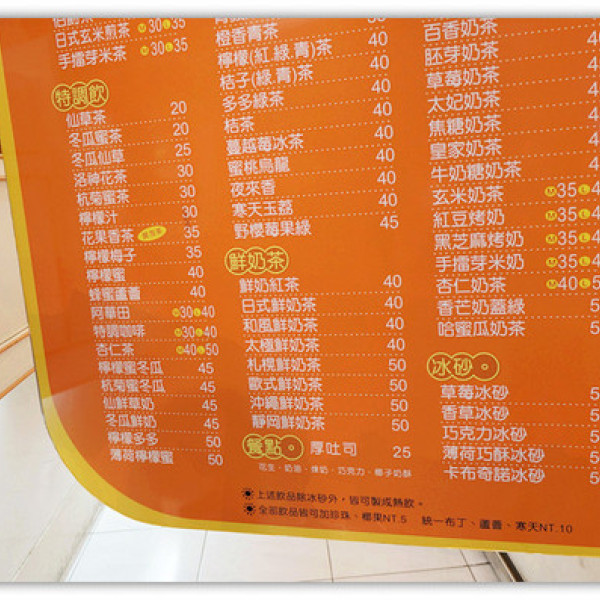 日式玄米煎茶 M30 L35
手擂芽米茶 M30 L35
特調飲
仙草茶 20
冬瓜蜜茶 20
冬瓜仙草 25
洛神花茶 30
杭菊蜜茶 30
檸檬汁 30
花果香茶 35
檸檬梅子 35
檸檬蜜 40
蜂蜜蘆薈 40
阿華田 M30 L40
特調咖啡 M30 L40
杏仁茶 M40 L50
檸檬蜜冬瓜 45
杭菊蜜冬瓜 45
仙鮮草奶 45
冬瓜鮮奶 45
檸檬多多 50
薄荷檸檬蜜 50
橙香青茶 40
檸檬(紅.綠.青)茶 40
桔子(綠.青)茶 40
多多綠茶 40
桔茶 40
蔓越莓冰茶 40
蜜桃烏龍 40
夜來香 40
寒天玉荔 40
野櫻莓果綠 45
鮮奶茶
鮮奶紅茶 40
日式鮮奶茶 40
和風鮮奶茶 40
太極鮮奶茶 40
札模鮮奶茶 50
歐式鮮奶茶 50
沖繩鮮奶茶 50
靜岡鮮奶茶 50
餐點 厚吐司 25
花生、奶油、煉奶、巧克力、椰子奶酥
百香奶茶
胚芽奶茶
草莓奶茶
太妃奶茶
焦糖奶茶
皇家奶茶
牛奶糖奶茶
玄米奶茶 M35 L
紅豆烤奶 M35 L
黑芝麻烤奶 M35 L
手擂芽米奶 M35 L
杏仁奶茶 M40 L
香芒奶蓋綠
哈蜜瓜奶茶
冰砂
草莓冰砂
香草冰砂
巧克力冰砂
薄荷巧酥冰砂
卡布奇諾冰砂
上述飲品除冰砂外，皆可製成熱飲。
全部飲品皆可加珍珠、椰果NT.5 統一布丁、蘆薈、寒天NT.10